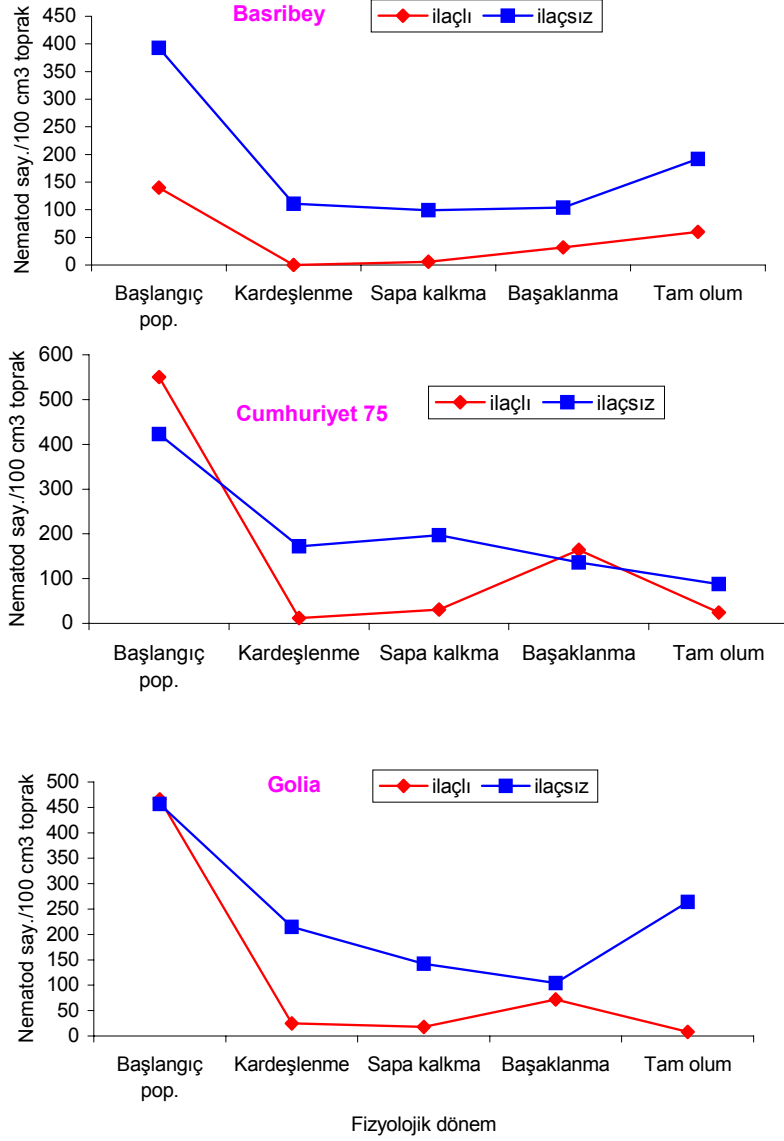 Basribey
ilaçlı ilaçsız
Nematod say./100 cm3 toprak
450
400
350
300
250
200
150
100
50
0
Başlangıç pop. Kardeşlenme Sapa kalkma Başaklanma Tam olum
Cumhuriyet 75
ilaçlı ilaçsız
Nematod say./100 cm3 toprak
600
500
400
300
200
100
0
Başlangıç pop. Kardeşlenme Sapa kalkma Başaklanma Tam olum
Golia
ilaçlı ilaçsız
Nematod say./100 cm3 toprak
500
450
400
350
300
250
200
150
100
50
0
Başlangıç pop. Kardeşlenme Sapa kalkma Başaklanma Tam olum
Fizyolojik dönem